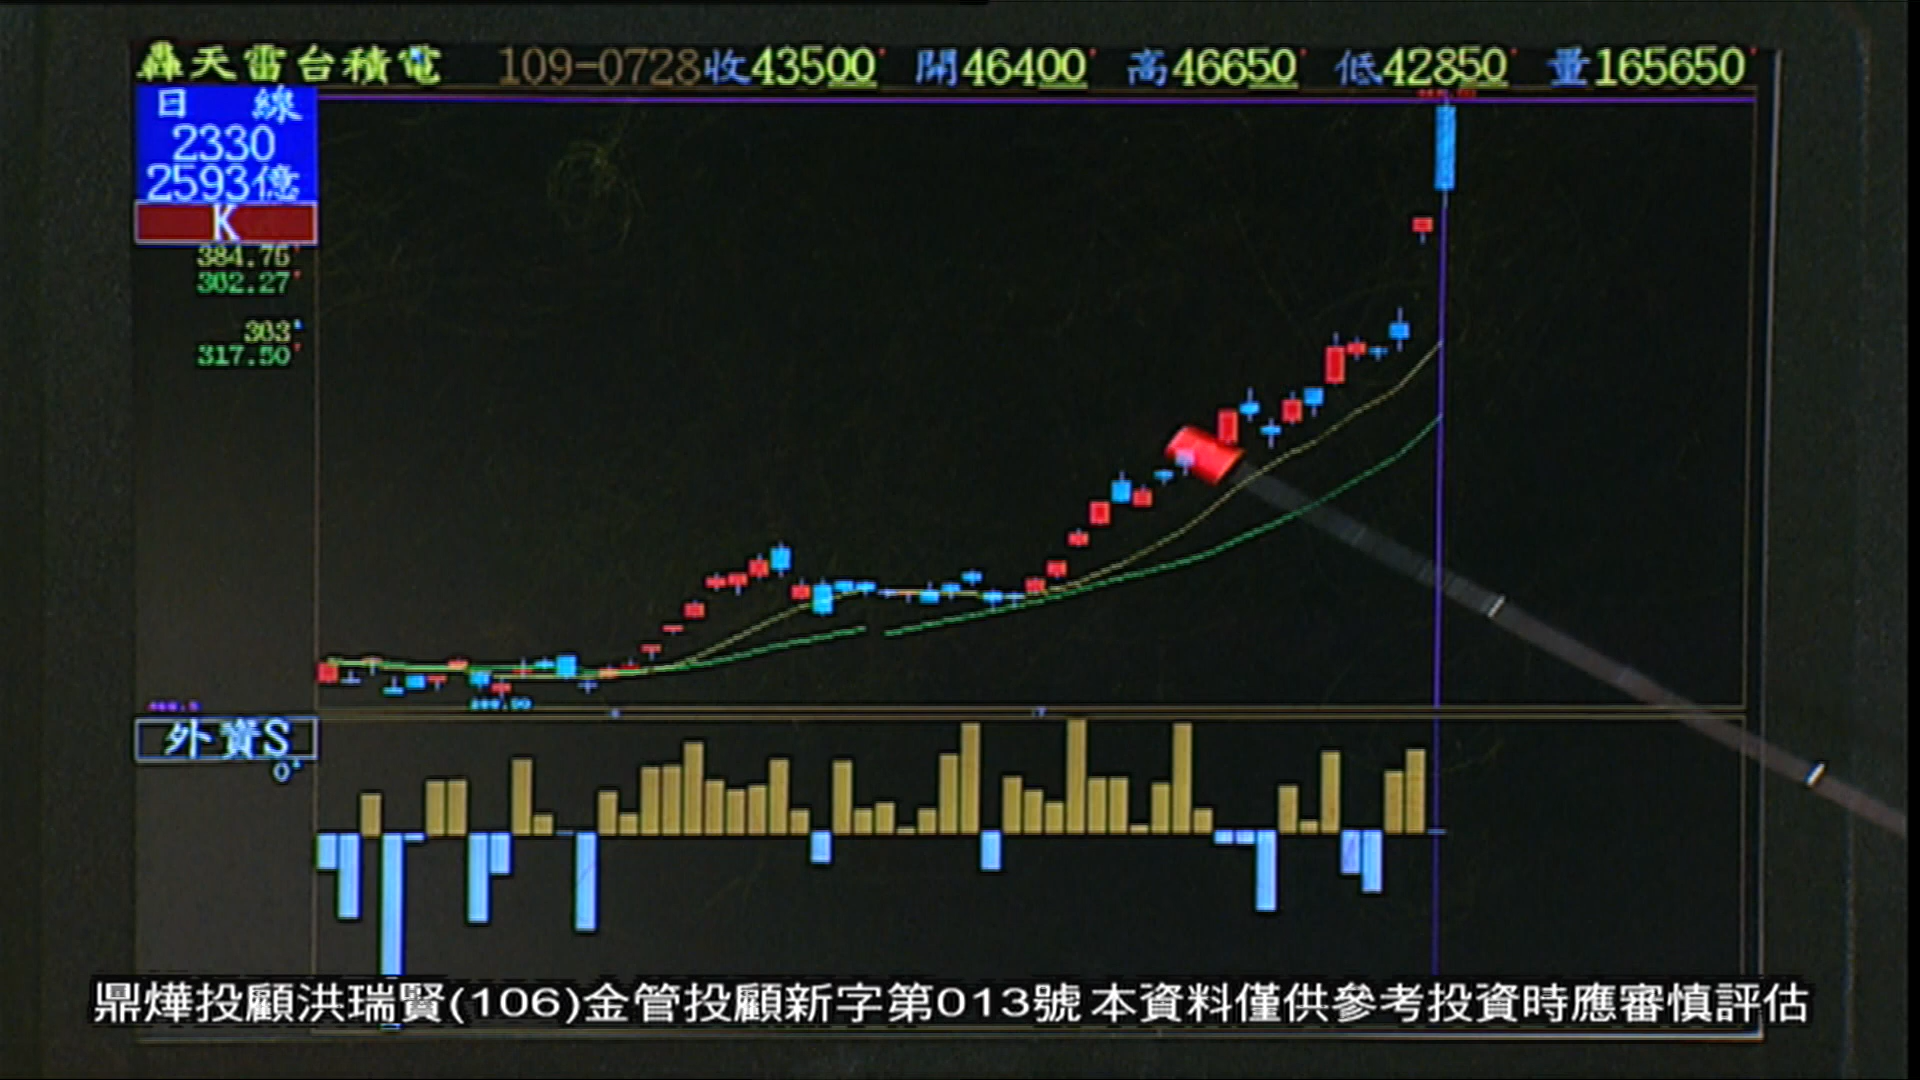 轟天雷台積電 109-0728收43500 開46400 高46650 低42850 量165650
日 線
2330
2593億
K
384.75
302.27
303
317.50
外資S
0
鼎燁投顧洪瑞賢(106)金管投顧新字第013號 本資料僅供參考投資時應審慎評估